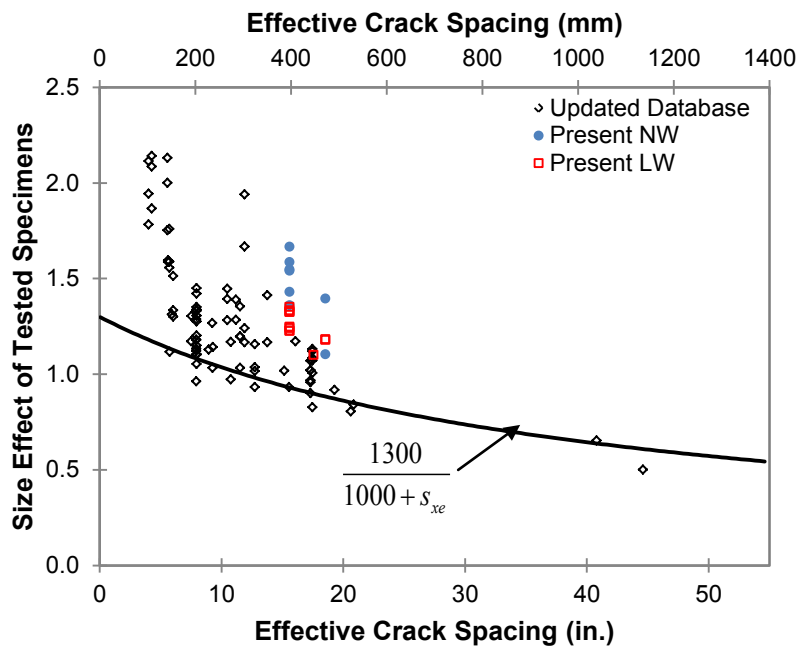 Effective Crack Spacing (mm)
0 200 400 600 800 1000 1200 1400
Size Effect of Tested Specimens
2.5
2.0
1.5
1.0
0.5
0.0
Updated Database
Present NW
Present LW
1300
1000 + s_xe
0 10 20 30 40 50
Effective Crack Spacing (in.)